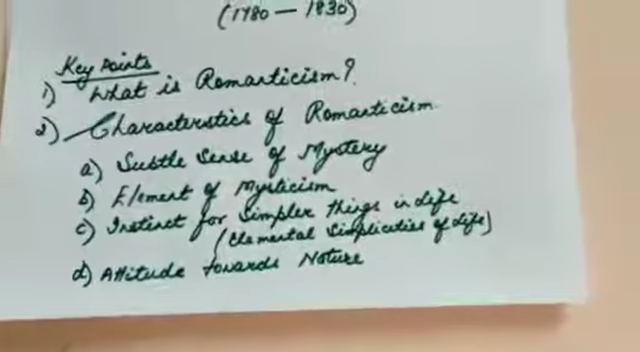 (1780 — 1830)
Key Points
1) What is Romanticism?
2) Characterstics of Romanticism
a) Subtle Sense of Mystery
b) Element of Mysticism
c) Instinct for Simpler things in life
(Elemental Simplicities of life)
d) Attitude towards Nature